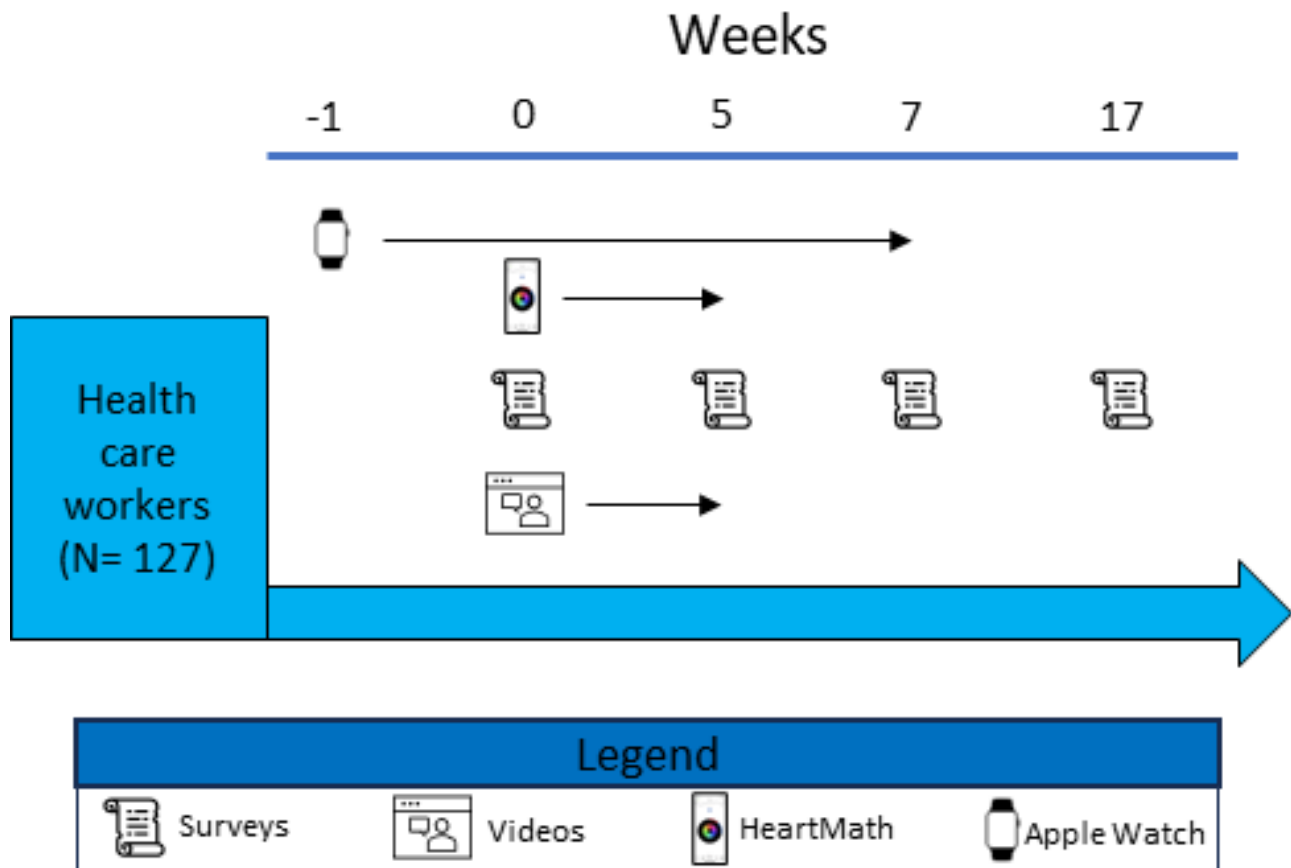 Weeks
-1 0 5 7 17
Health
care
workers
(N= 127)
Legend
Surveys Videos HeartMath Apple Watch